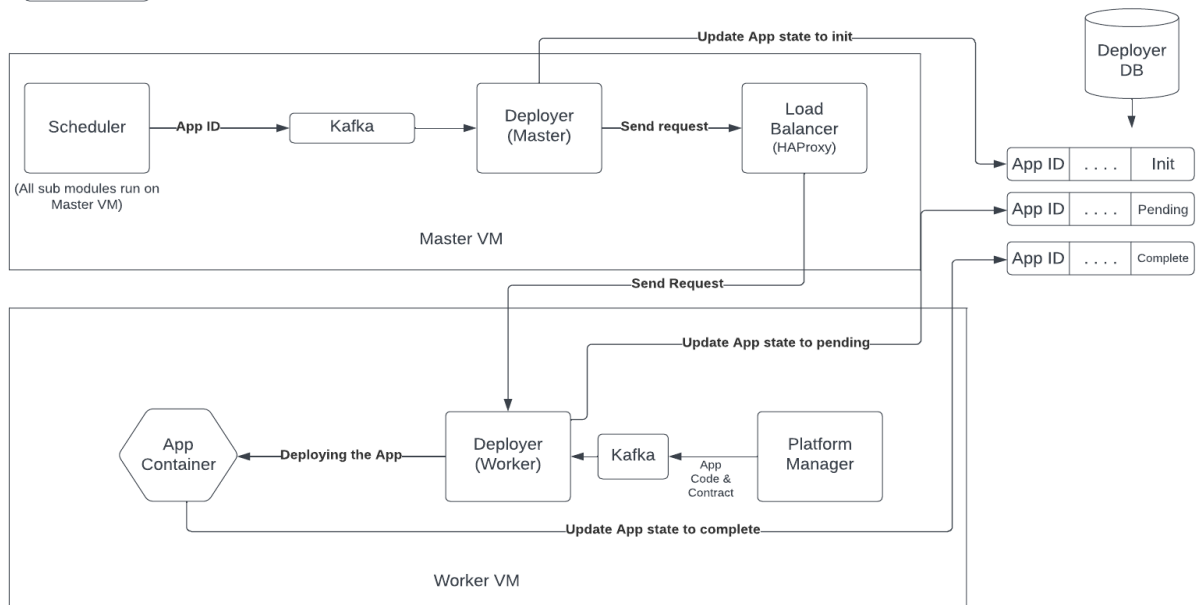 Update App state to init
Deployer
DB
Scheduler
App ID
Kafka
Deployer
(Master)
Send request
Load
Balancer
(HAProxy)
App ID
. . . .
Init
(All sub modules run on
Master VM)
App ID
. . . .
Pending
Master VM
App ID
. . . .
Complete
Send Request
Update App state to pending
App
Container
Deploying the App
Deployer
(Worker)
Kafka
App
Code &
Contract
Platform
Manager
Update App state to complete
Worker VM